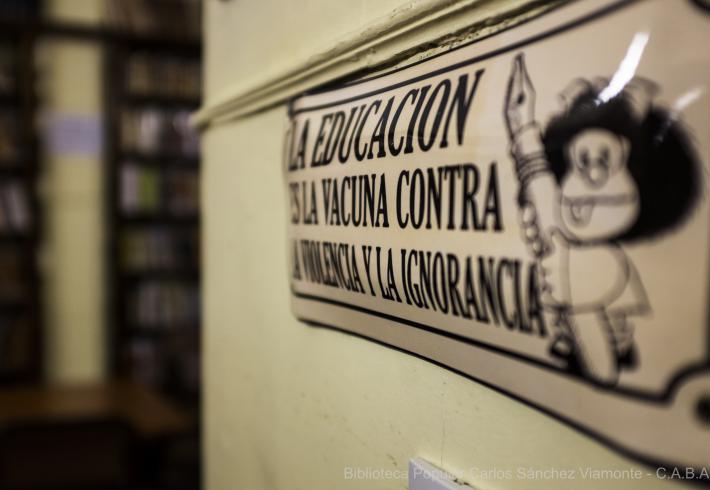 LA EDUCACION
ES LA VACUNA CONTRA
LA VIOLENCIA Y LA IGNORANCIA
Biblioteca Popular Carlos Sánchez Viamonte - C.A.B.A